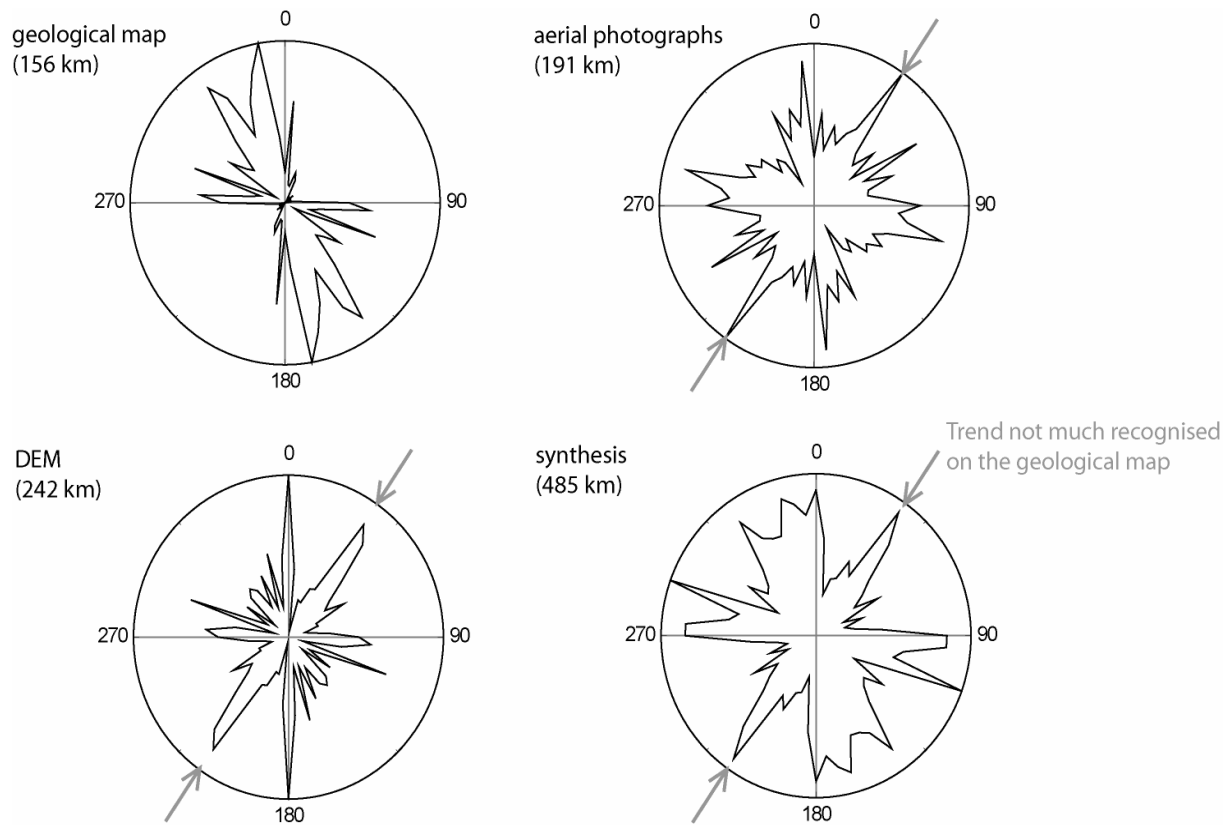 geological map
(156 km)
0
270
90
180
aerial photographs
(191 km)
0
270
90
180
DEM
(242 km)
0
270
90
180
synthesis
(485 km)
0
Trend not much recognised
on the geological map
270
90
180